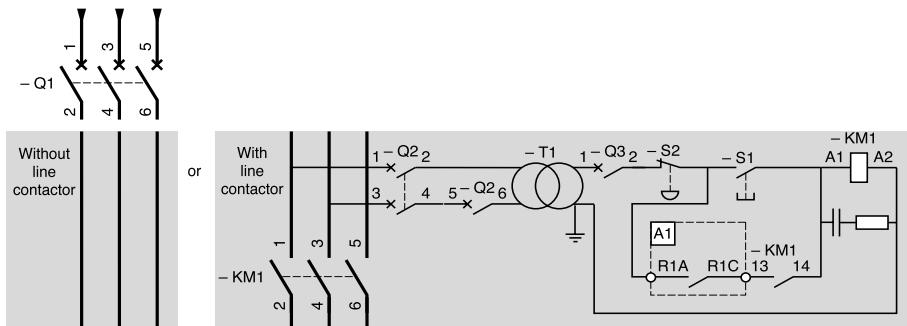 1 3 5
– Q1
2 4 6
Without
line
contactor
or
With
line
contactor
1 – Q2 2
3 4 5 – Q2 6
– T1
1 – Q3 2
– S2
– S1
– KM1
A1 A2
A1
R1A R1C
– KM1
13 14
1 3 5
– KM1
2 4 6